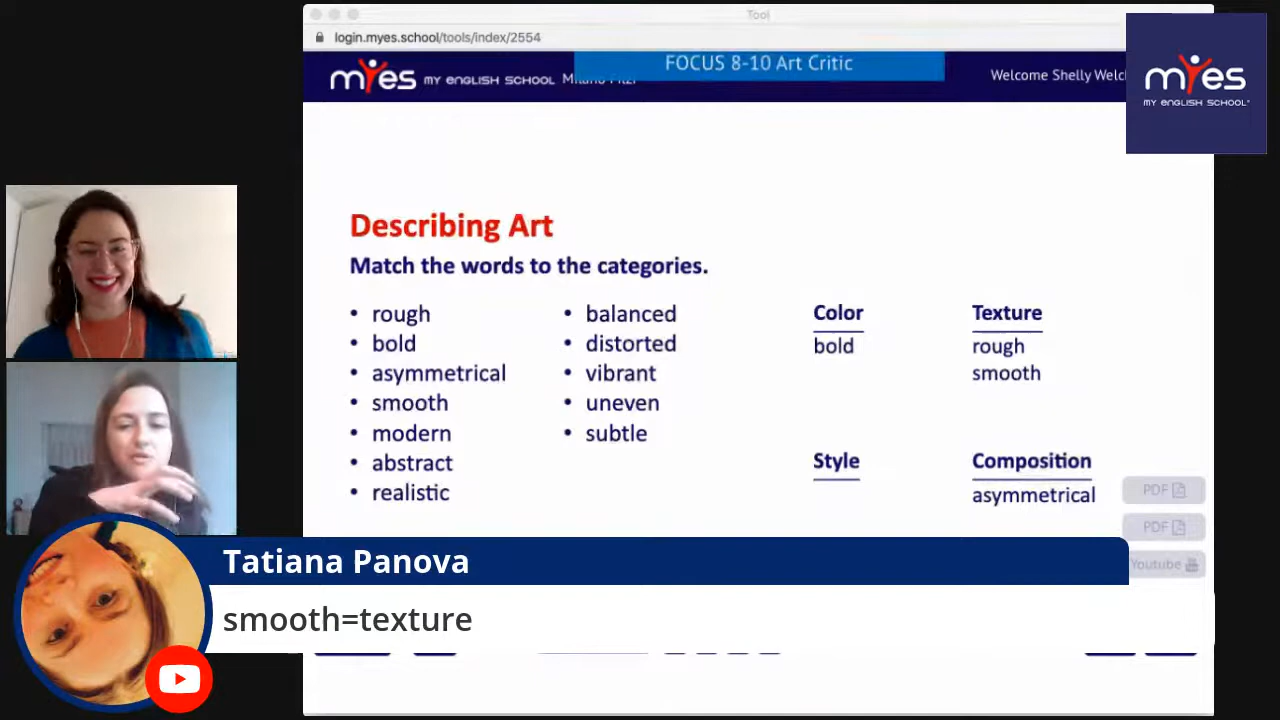 Tool
login.myes.school/tools/index/2554
FOCUS 8-10 Art Critic
myes MY ENGLISH SCHOOL
Welcome Shelly Welc
myes
MY ENGLISH SCHOOL
Describing Art
Match the words to the categories.
• rough
• bold
• asymmetrical
• smooth
• modern
• abstract
• realistic
• balanced
• distorted
• vibrant
• uneven
• subtle
Color
bold
Texture
rough
smooth
Style
Composition
asymmetrical
PDF
PDF
Youtube
Tatiana Panova
smooth=texture